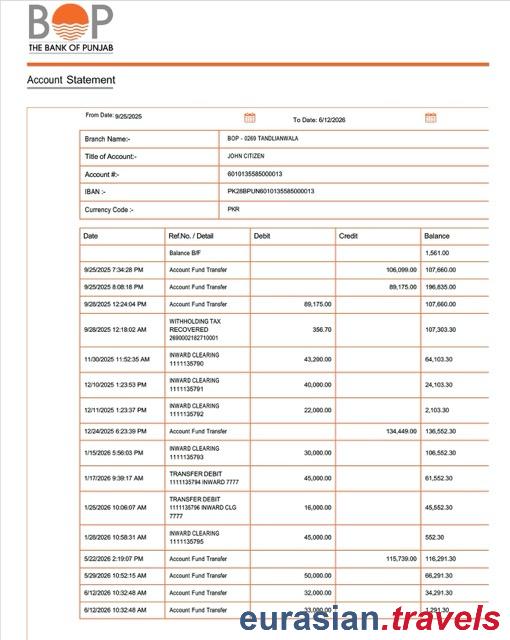 BOP
THE BANK OF PUNJAB
Account Statement
From Date: 9/25/2025 To Date: 6/12/2026
Branch Name:- BOP - 0269 TANDLIANWALA
Title of Account:- JOHN CITIZEN
Account #:- 6010135585000013
IBAN :- PK28BPUN6010135585000013
Currency Code :- PKR
Date Ref.No. / Detail Debit Credit Balance
Balance B/F 1,561.00
9/25/2025 7:34:28 PM Account Fund Transfer 106,099.00 107,660.00
9/25/2025 8:08:18 PM Account Fund Transfer 89,175.00 196,835.00
9/28/2025 12:24:04 PM Account Fund Transfer 89,175.00 107,660.00
9/28/2025 12:18:02 AM WITHHOLDING TAX RECOVERED 2690002182710001 356.70 107,303.30
11/30/2025 11:52:35 AM INWARD CLEARING 1111135790 43,200.00 64,103.30
12/10/2025 1:23:53 PM INWARD CLEARING 1111135791 40,000.00 24,103.30
12/11/2025 1:23:37 PM INWARD CLEARING 1111135792 22,000.00 2,103.30
12/24/2025 6:23:39 PM Account Fund Transfer 134,449.00 136,552.30
1/15/2026 5:56:03 PM INWARD CLEARING 1111135793 30,000.00 106,552.30
1/17/2026 9:39:17 AM TRANSFER DEBIT 1111135794 INWARD 7777 45,000.00 61,552.30
1/25/2026 10:06:07 AM TRANSFER DEBIT 1111135796 INWARD CLG 7777 16,000.00 45,552.30
1/28/2026 10:58:31 AM INWARD CLEARING 1111135795 45,000.00 552.30
5/22/2026 2:19:07 PM Account Fund Transfer 115,739.00 116,291.30
5/29/2026 10:52:15 AM Account Fund Transfer 50,000.00 66,291.30
6/12/2026 10:32:48 AM Account Fund Transfer 32,000.00 34,291.30
6/12/2026 10:32:48 AM Account Fund Transfer 33,000.00 1,291.30
eurasian.travels